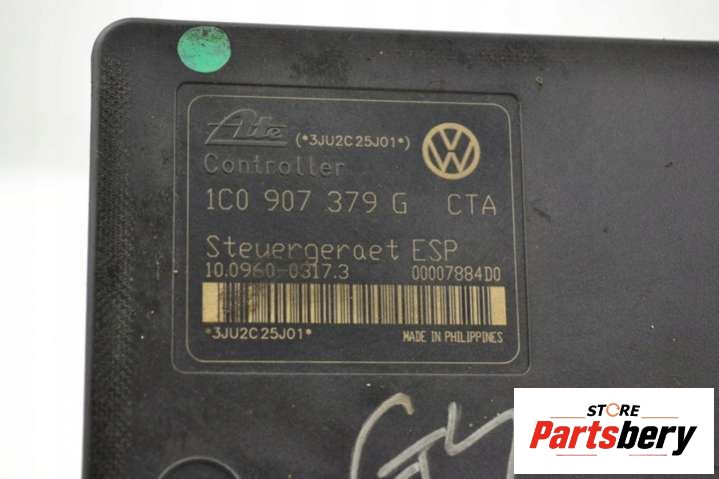 Ate (*3JU2C25J01*)
Controller
1C0 907 379 G CTA
Steuergeraet ESP
10.0960-0317.3 00007884D0
*3JU2C25J01* MADE IN PHILIPPINES
STORE
Partsbery